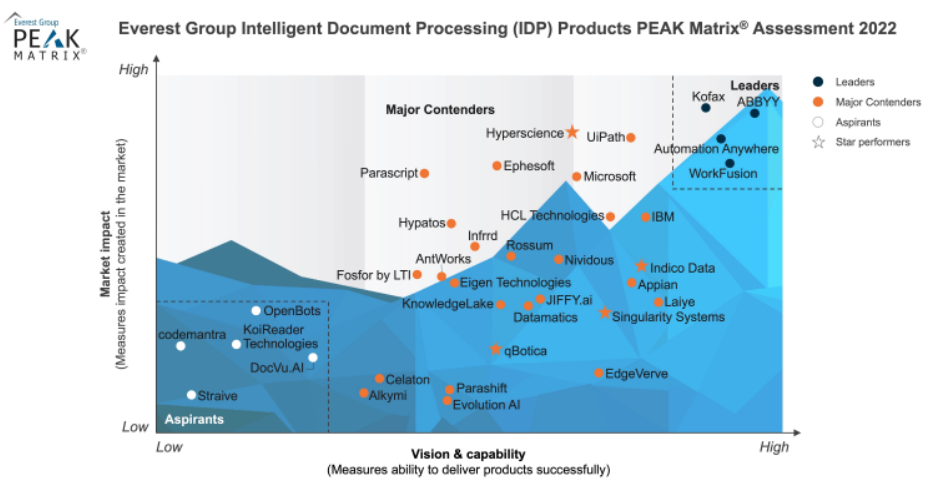 Everest Group
PEAK
MATRIX®
Everest Group Intelligent Document Processing (IDP) Products PEAK Matrix® Assessment 2022
High
Market impact
(Measures impact created in the market)
Low
Major Contenders
Leaders
Kofax
ABBYY
Automation Anywhere
WorkFusion
Hyperscience
UiPath
Parascript
Ephesoft
Microsoft
Hypatos
HCL Technologies
IBM
Infrrd
Rossum
AntWorks
Nividous
Fosfor by LTI
Eigen Technologies
Indico Data
Appian
KnowledgeLake
JIFFY.ai
Datamatics
Laiye
Singularity Systems
OpenBots
codemantra
KoiReader
Technologies
DocVu.AI
qBotica
Celaton
Alkymi
Parashift
Evolution AI
EdgeVerve
Straive
Aspirants
Low
High
Vision & capability
(Measures ability to deliver products successfully)
Leaders
Major Contenders
Aspirants
Star performers